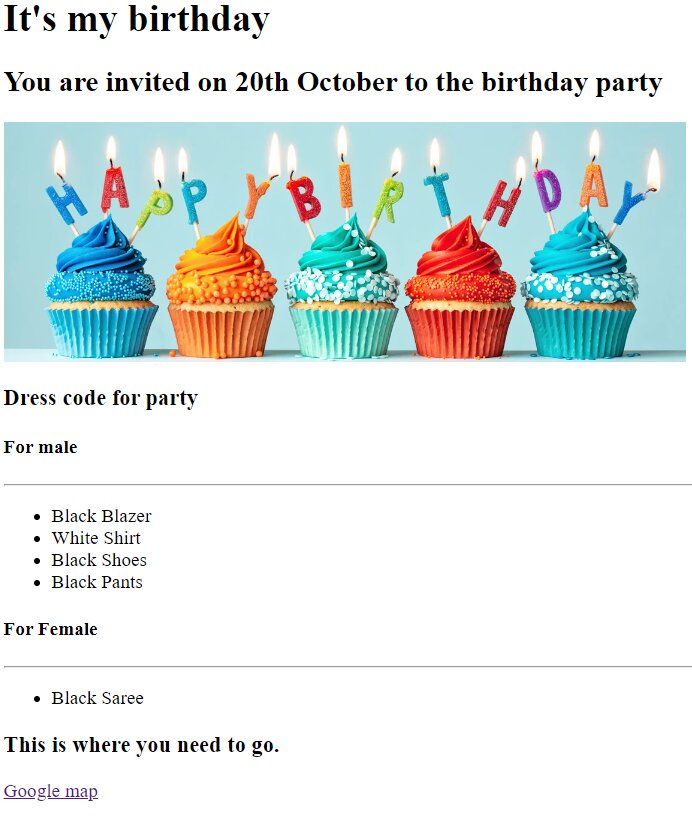 It's my birthday
You are invited on 20th October to the birthday party
HAPPY BIRTHDAY
Dress code for party
For male
Black Blazer
White Shirt
Black Shoes
Black Pants
For Female
Black Saree
This is where you need to go.
Google map